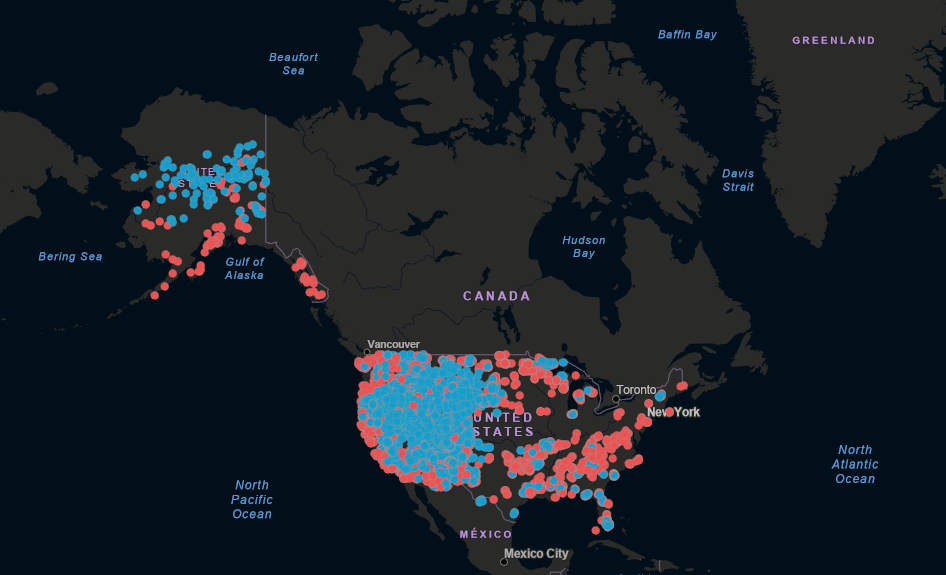 Baffin Bay
GREENLAND
Beaufort
Sea
Davis
Strait
Bering Sea
Gulf of
Alaska
Hudson
Bay
CANADA
Vancouver
Toronto
New York
UNITED
STATES
North
Pacific
Ocean
North
Atlantic
Ocean
MÉXICO
Mexico City